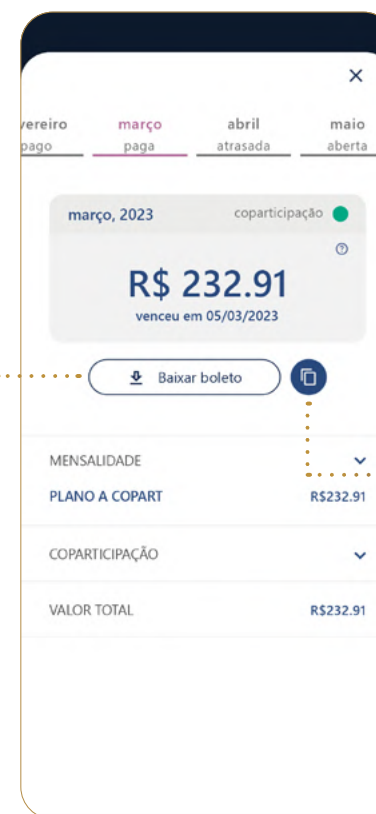 vereiro março abril maio
pago paga atrasada aberta
março, 2023 coparticipação
R$ 232.91
venceu em 05/03/2023
Baixar boleto
MENSALIDADE
PLANO A COPART R$232.91
COPARTICIPAÇÃO
VALOR TOTAL R$232.91